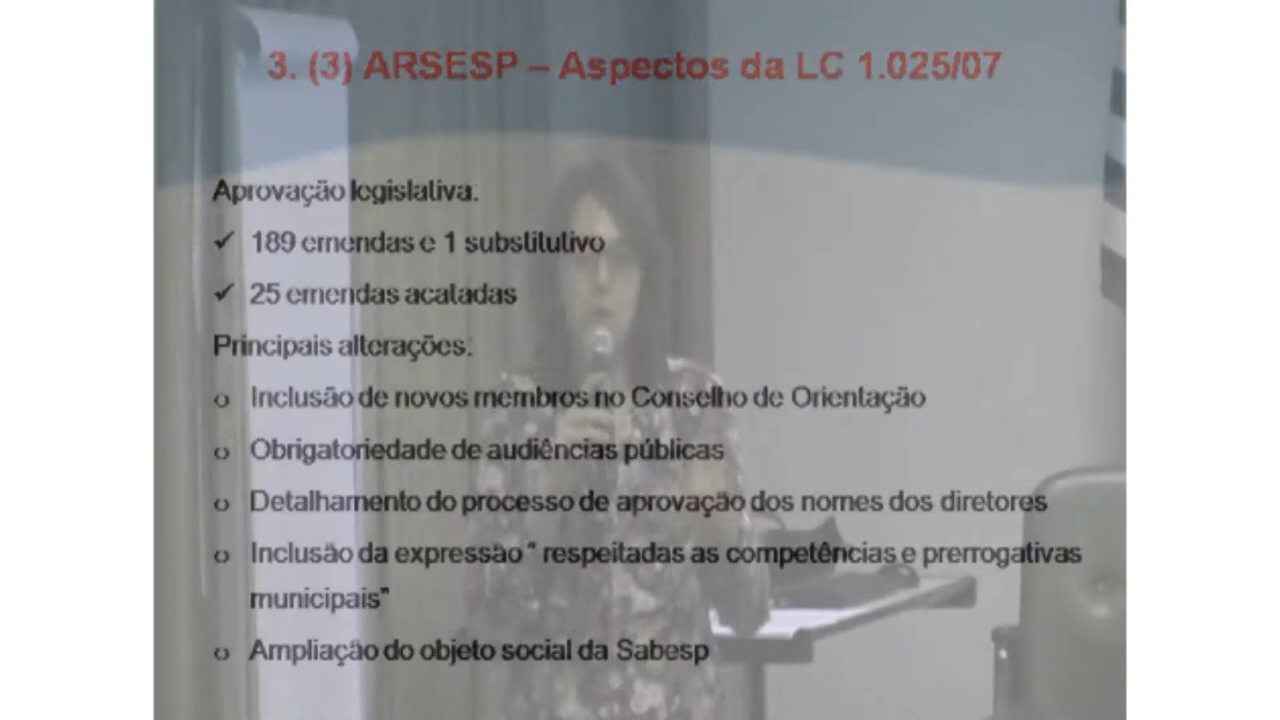 3. (3) ARSESP – Aspectos da LC 1.025/07
Aprovação legislativa:
✓ 189 emendas e 1 substitutivo
✓ 25 emendas acatadas
Principais alterações:
o Inclusão de novos membros no Conselho de Orientação
o Obrigatoriedade de audiências públicas
o Detalhamento do processo de aprovação dos nomes dos diretores
o Inclusão da expressão " respeitadas as competências e prerrogativas
municipais"
o Ampliação do objeto social da Sabesp